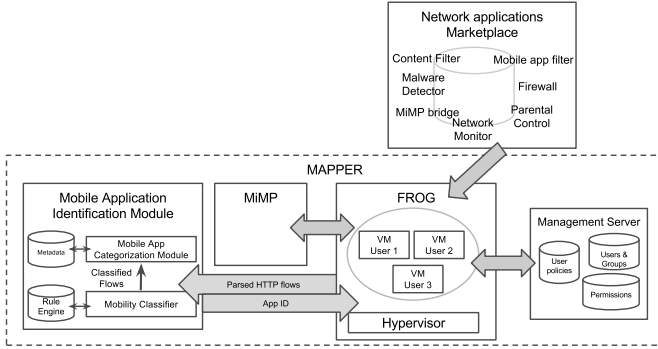 Network applications
Marketplace
Content Filter
Mobile app filter
Malware
Detector
Firewall
MiMP bridge
Parental
Control
Network
Monitor
MAPPER
Mobile Application
Identification Module
MiMP
FROG
Management Server
Metadata
Mobile App
Categorization Module
Classified
Flows
Rule
Engine
Mobility Classifier
Parsed HTTP flows
App ID
VM
User 1
VM
User 2
VM
User 3
Hypervisor
User
policies
Users &
Groups
Permissions